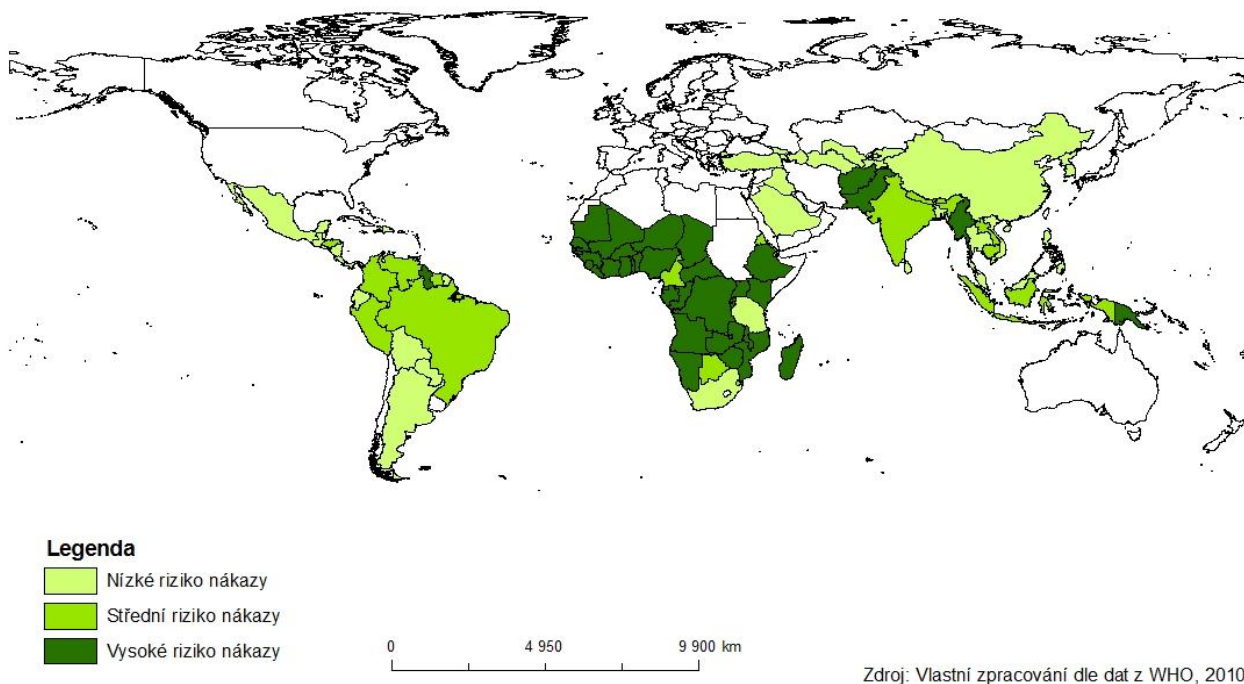 Legenda
Nízké riziko nákazy
Střední riziko nákazy
Vysoké riziko nákazy
0 4 950 9 900 km
Zdroj: Vlastní zpracování dle dat z WHO, 2010